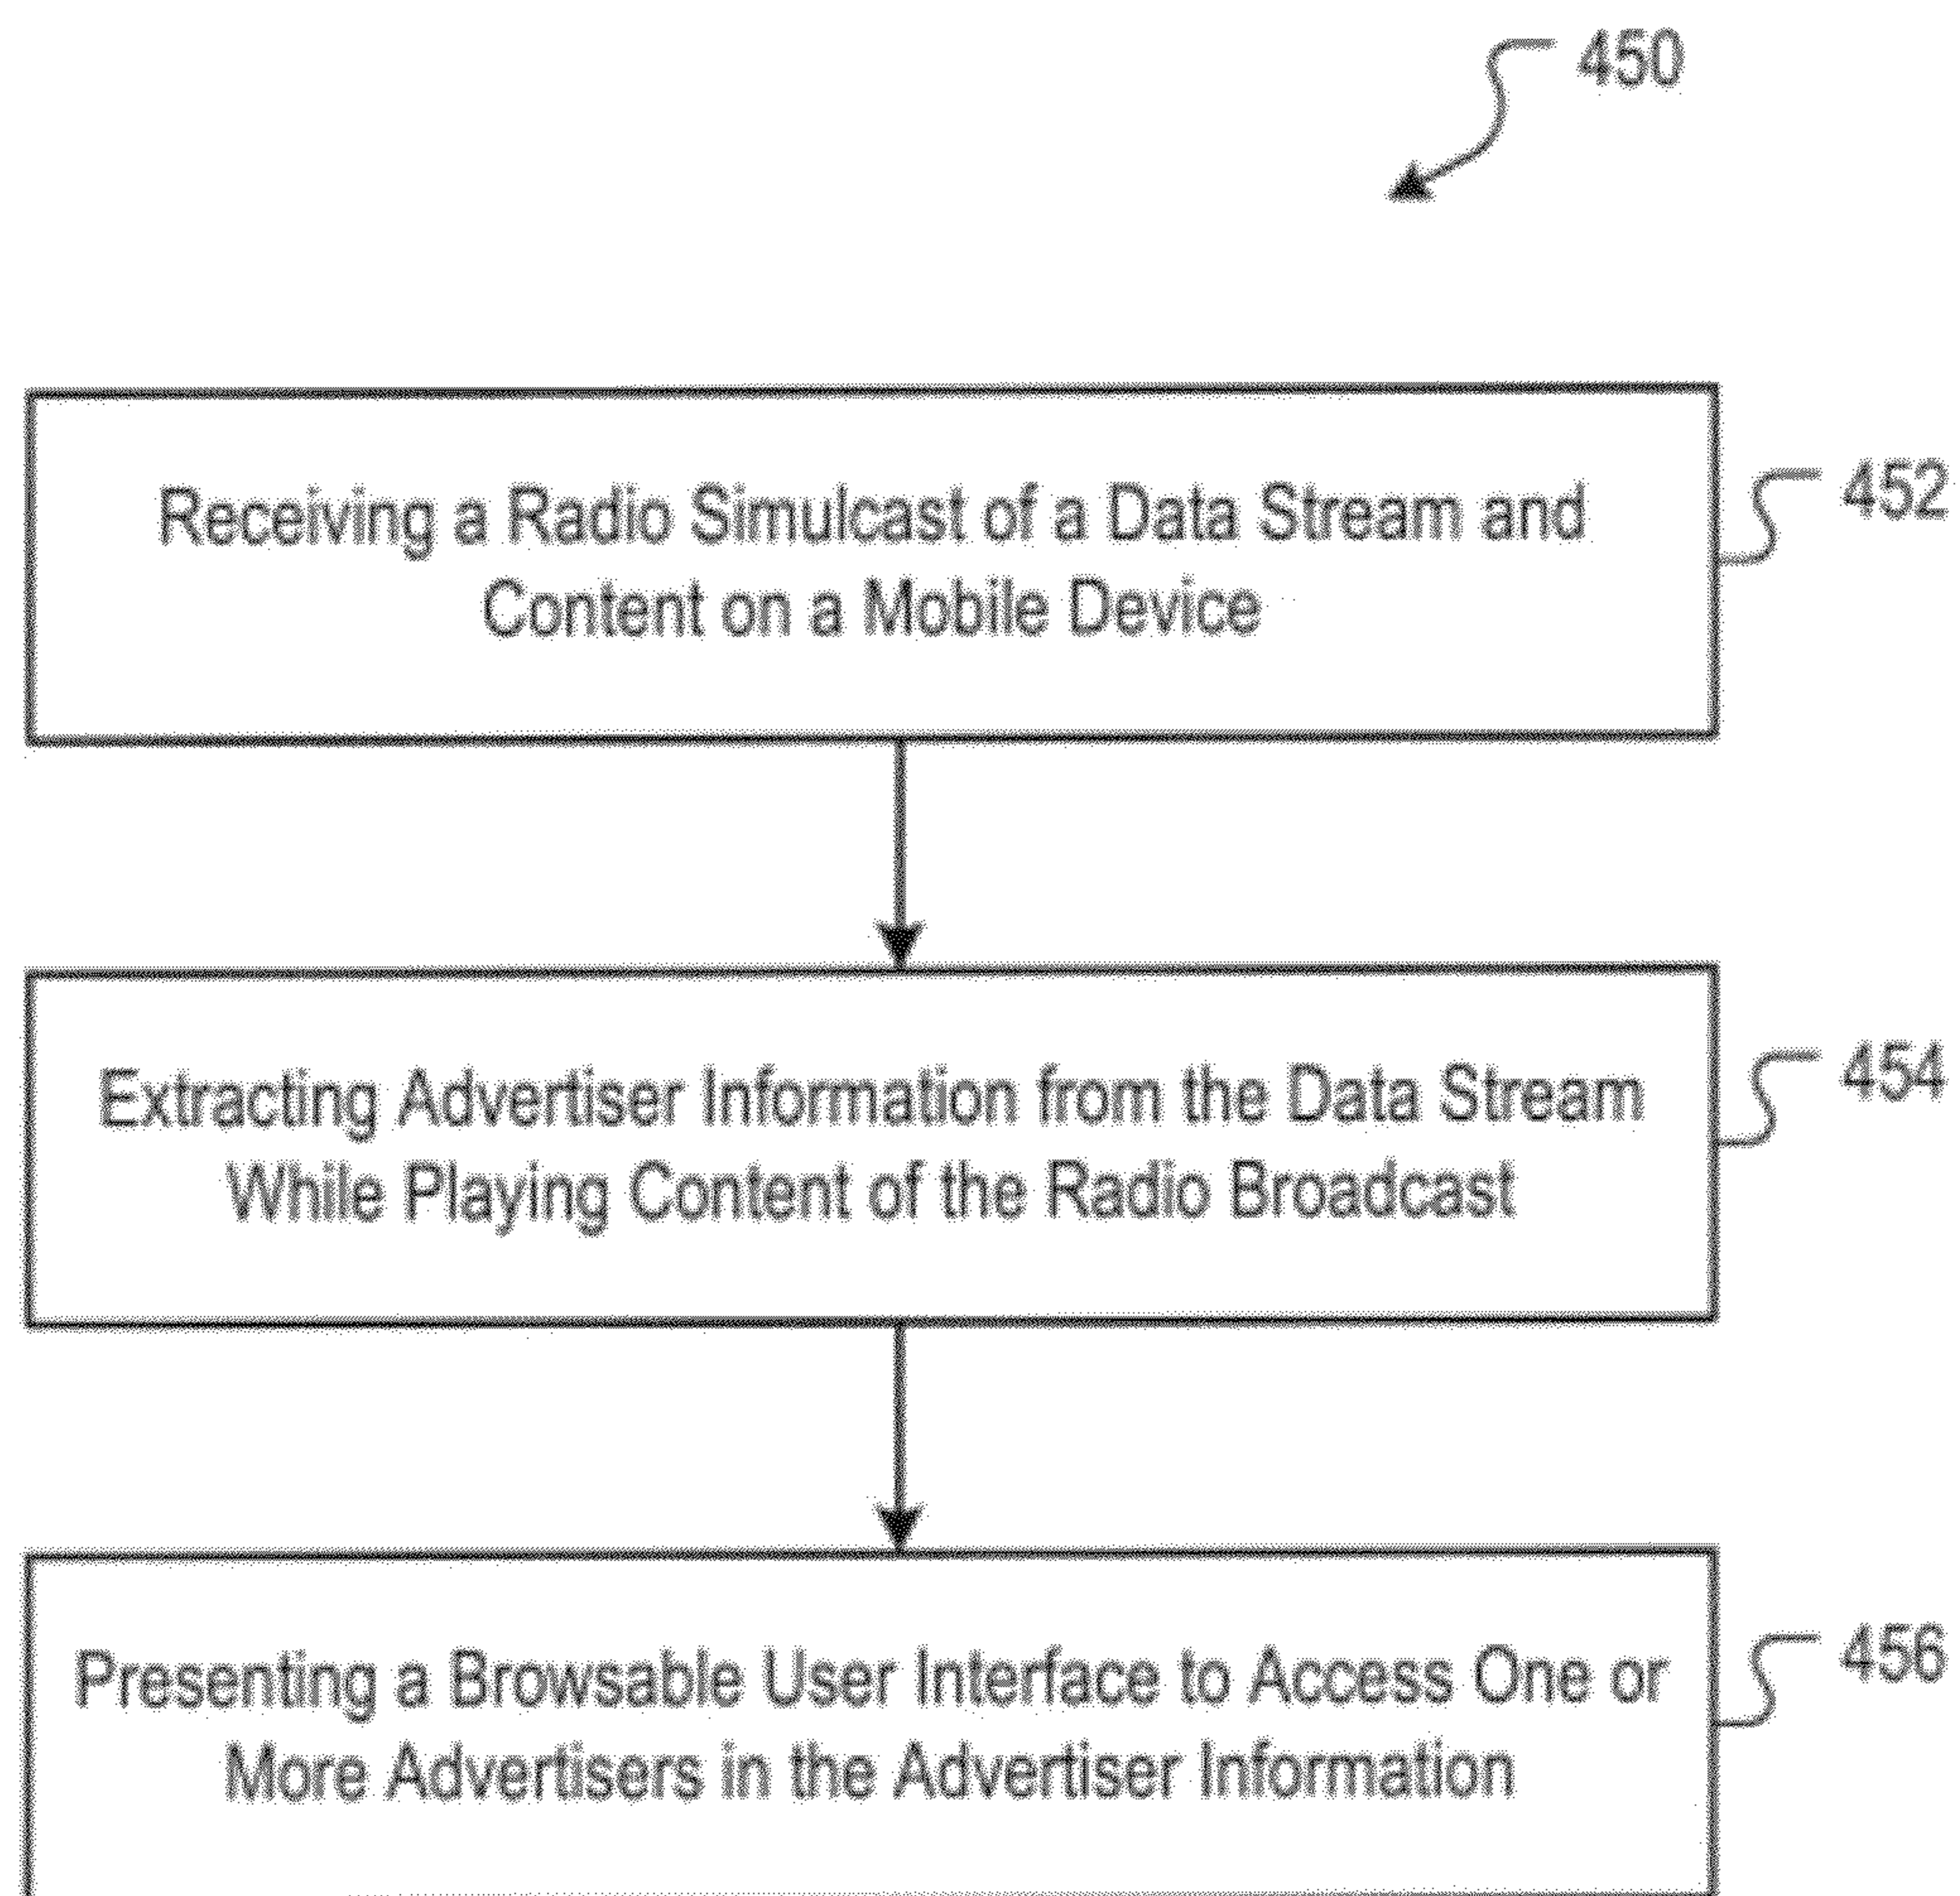 450
Receiving a Radio Simulcast of a Data Stream and
Content on a Mobile Device
452
Extracting Advertiser Information from the Data Stream
While Playing Content of the Radio Broadcast
454
Presenting a Browsable User Interface to Access One or
More Advertisers in the Advertiser Information
456